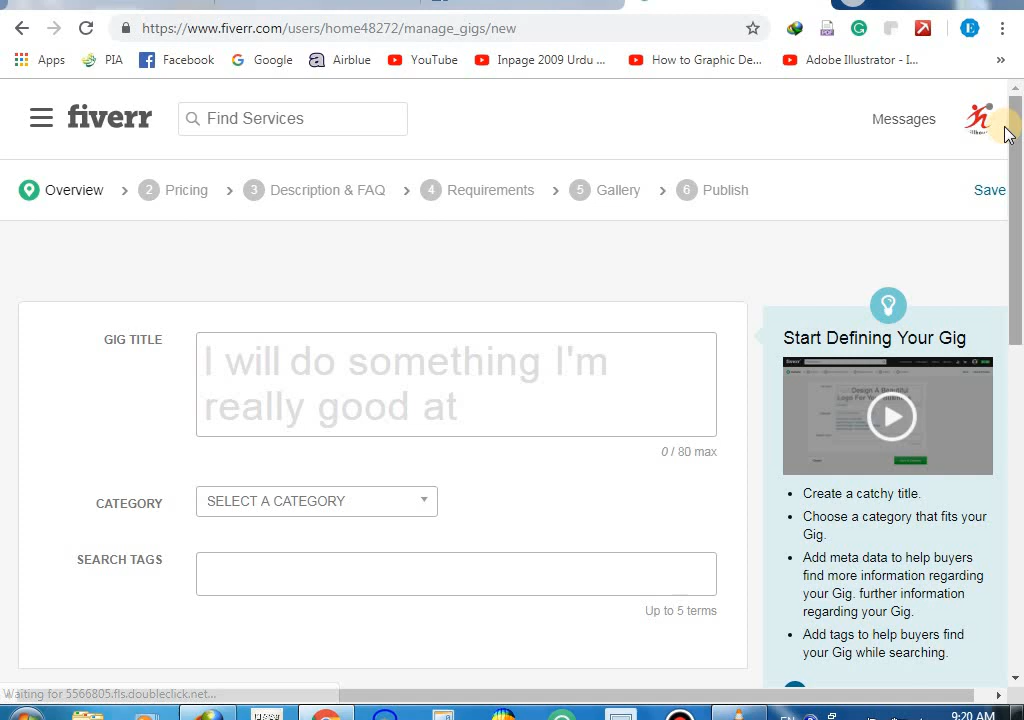 https://www.fiverr.com/users/home48272/manage_gigs/new
Apps PIA Facebook Google Airblue YouTube Inpage 2009 Urdu ... How to Graphic De... Adobe Illustrator - I... »
fiverr Find Services Messages
Overview > 2 Pricing > 3 Description & FAQ > 4 Requirements > 5 Gallery > 6 Publish Save
GIG TITLE
I will do something I'm
really good at
0 / 80 max
CATEGORY SELECT A CATEGORY
SEARCH TAGS
Up to 5 terms
Start Defining Your Gig
Design A Beautiful
• Create a catchy title.
• Choose a category that fits your
Gig.
• Add meta data to help buyers
find more information regarding
your Gig. further information
regarding your Gig.
• Add tags to help buyers find
your Gig while searching.
Waiting for 5566805.fls.doubleclick.net...
EN 9:20 AM